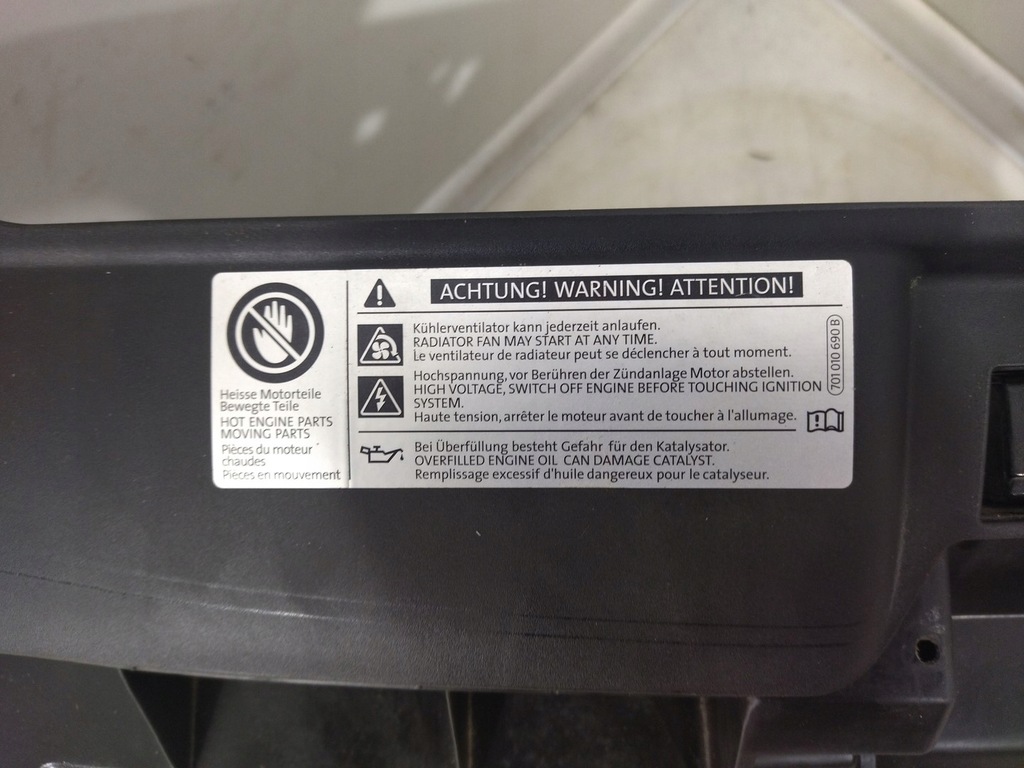 ACHTUNG! WARNING! ATTENTION!
Kühlerventilator kann jederzeit anlaufen.
RADIATOR FAN MAY START AT ANY TIME.
Le ventilateur de radiateur peut se déclencher à tout moment.
Hochspannung, vor Berühren der Zündanlage Motor abstellen.
HIGH VOLTAGE, SWITCH OFF ENGINE BEFORE TOUCHING IGNITION
SYSTEM.
Haute tension, arrêter le moteur avant de toucher à l'allumage.
Bei Überfüllung besteht Gefahr für den Katalysator.
OVERFILLED ENGINE OIL CAN DAMAGE CATALYST.
Remplissage excessif d'huile dangereux pour le catalyseur.
701 010 690 B
Heisse Motorteile
Bewegte Teile
HOT ENGINE PARTS
MOVING PARTS
Pièces du moteur
chaudes
Pièces en mouvement